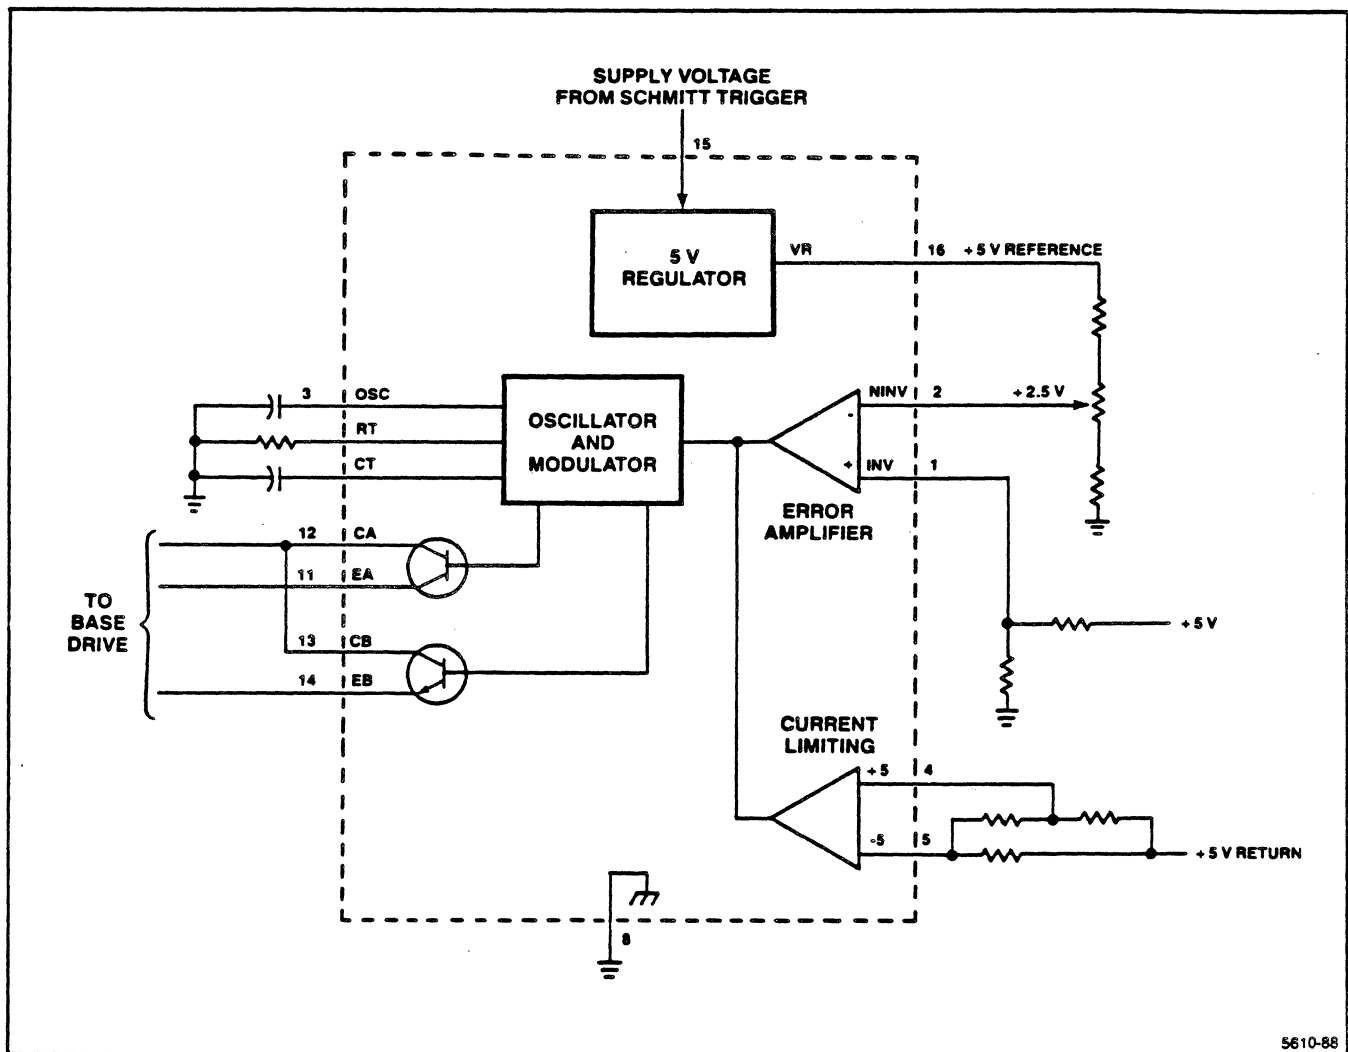 SUPPLY VOLTAGE
FROM SCHMITT TRIGGER
15
5 V
REGULATOR
VR
16
+5 V REFERENCE
3
OSC
RT
CT
OSCILLATOR
AND
MODULATOR
NINV
2
+2.5 V
-
+
INV
1
ERROR
AMPLIFIER
12
CA
11
EA
TO
BASE
DRIVE
13
CB
14
EB
+5 V
CURRENT
LIMITING
+5
4
-5
5
+5 V RETURN
8
5610-88